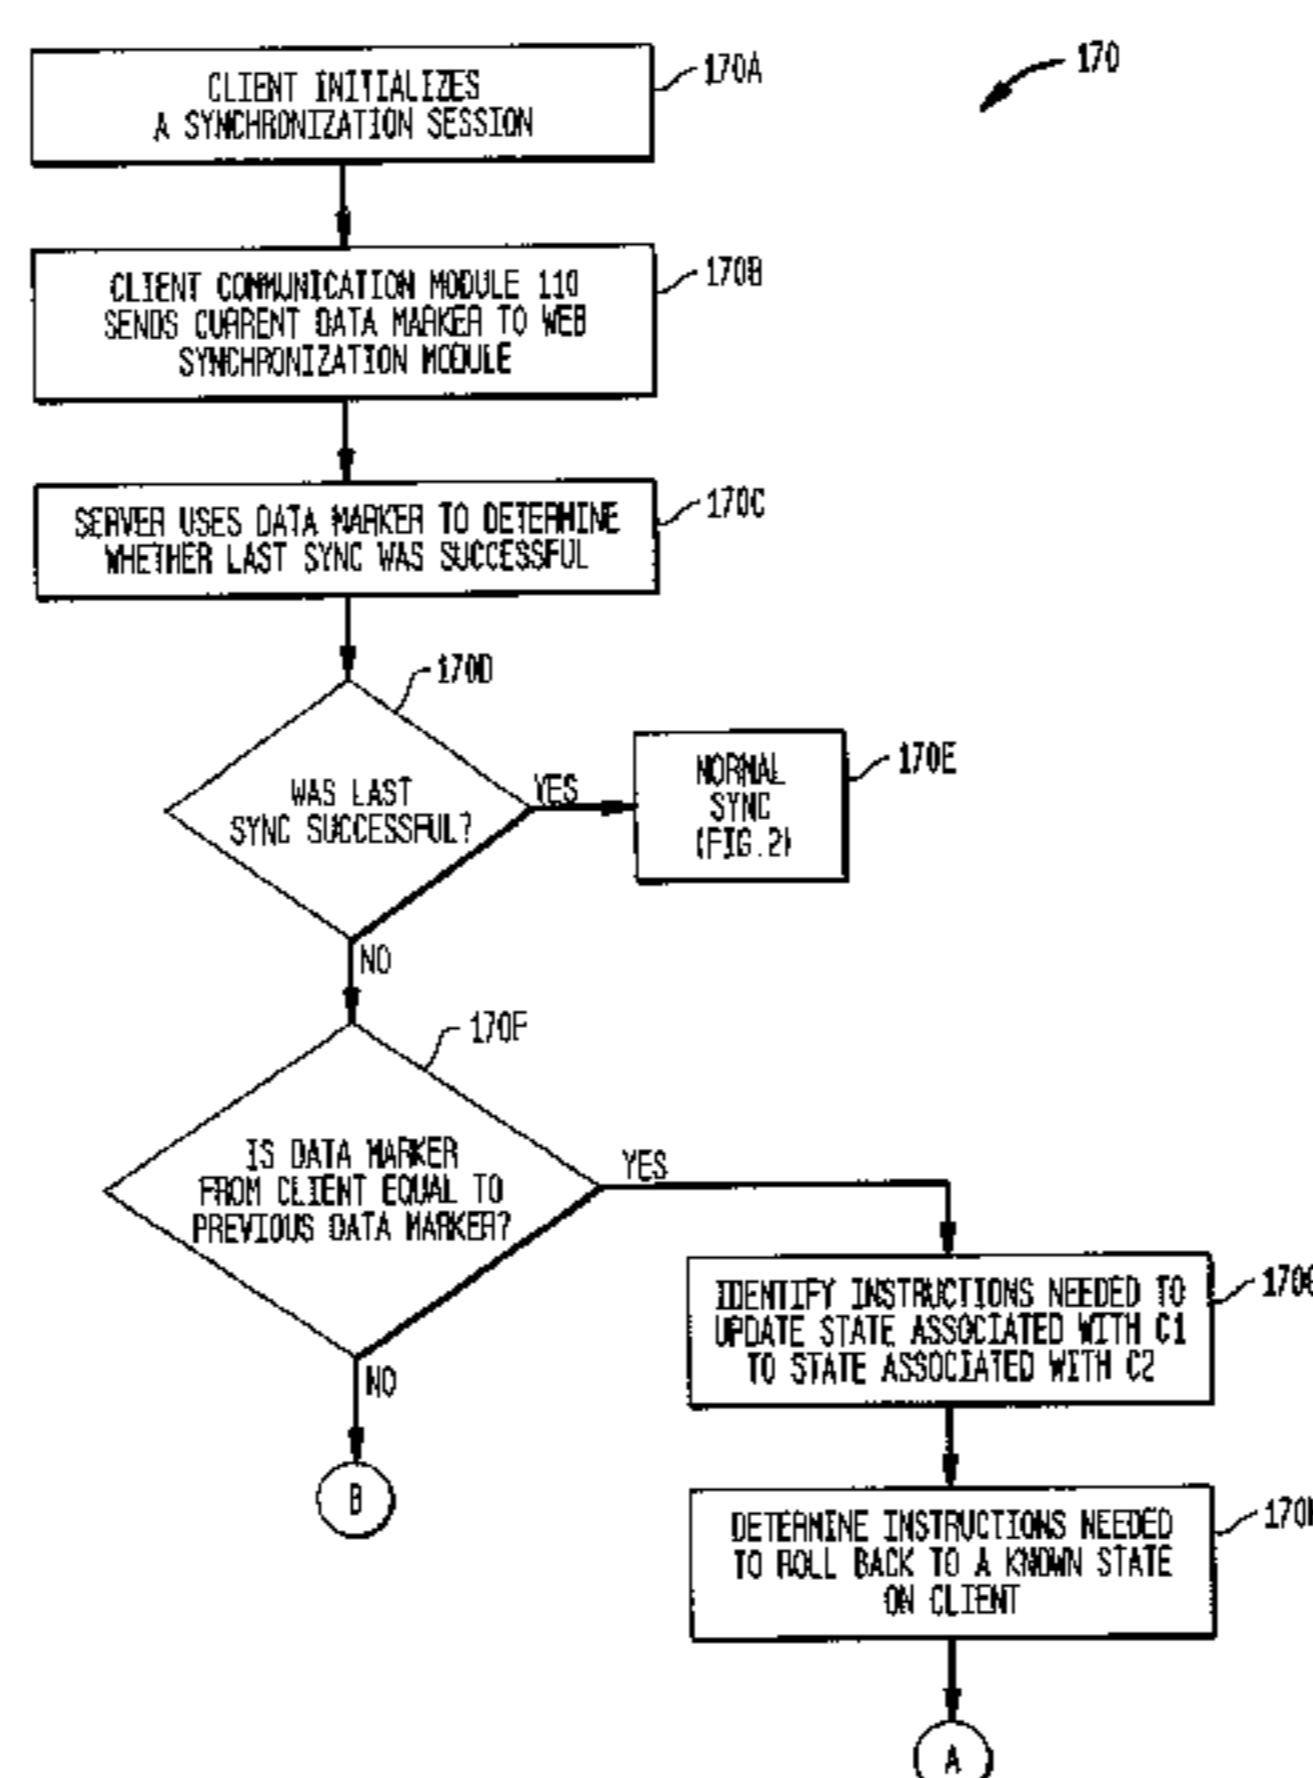 170
CLIENT INITIALIZES
A SYNCHRONIZATION SESSION
170A
CLIENT COMMUNICATION MODULE 110
SENDS CURRENT DATA MARKER TO WEB
SYNCHRONIZATION MODULE
170B
SERVER USES DATA MARKER TO DETERMINE
WHETHER LAST SYNC WAS SUCCESSFUL
170C
170D
WAS LAST
SYNC SUCCESSFUL?
YES
NORMAL
SYNC
(FIG.2)
170E
NO
170F
IS DATA MARKER
FROM CLIENT EQUAL TO
PREVIOUS DATA MARKER?
YES
NO
B
IDENTIFY INSTRUCTIONS NEEDED TO
UPDATE STATE ASSOCIATED WITH C1
TO STATE ASSOCIATED WITH C2
170G
DETERMINE INSTRUCTIONS NEEDED
TO ROLL BACK TO A KNOWN STATE
ON CLIENT
170H
A